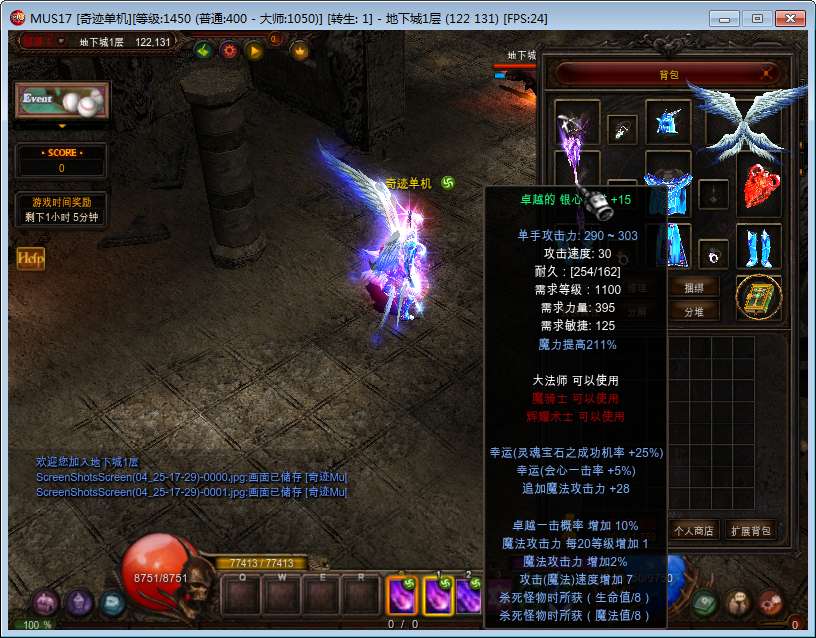 MUS17 [奇迹单机][等级:1450 (普通:400 - 大师:1050)] [转生: 1] - 地下城1层 (122 131) [FPS:24]
地下城1层 122,131
地下城
背包
Event
• SCORE •
0
游戏时间奖励
剩下1小时 5分钟
Help
奇迹单机
卓越的 银心 +15
单手攻击力: 290 ~ 303
攻击速度: 30
耐久：[254/162]
需求等级：1100
需求力量: 395
需求敏捷: 125
魔力提高211%
大法师 可以使用
魔骑士 可以使用
辉耀术士 可以使用
幸运(灵魂宝石之成功机率 +25%)
幸运(会心一击率 +5%)
追加魔法攻击力 +28
卓越一击概率 增加 10%
魔法攻击力 每20等级增加 1
魔法攻击力 增加2%
攻击(魔法)速度增加 7
杀死怪物时所获（生命值/8 ）
杀死怪物时所获（魔法值/8 ）
捆绑
分堆
个人商店 扩展背包
欢迎您加入地下城1层
ScreenShotsScreen(04_25-17-29)-0000.jpg:画面已储存 [奇迹Mu]
ScreenShotsScreen(04_25-17-29)-0001.jpg:画面已储存 [奇迹Mu]
77413 / 77413
8751/8751
Q W E R 1 2
0 / 0
100 %
0